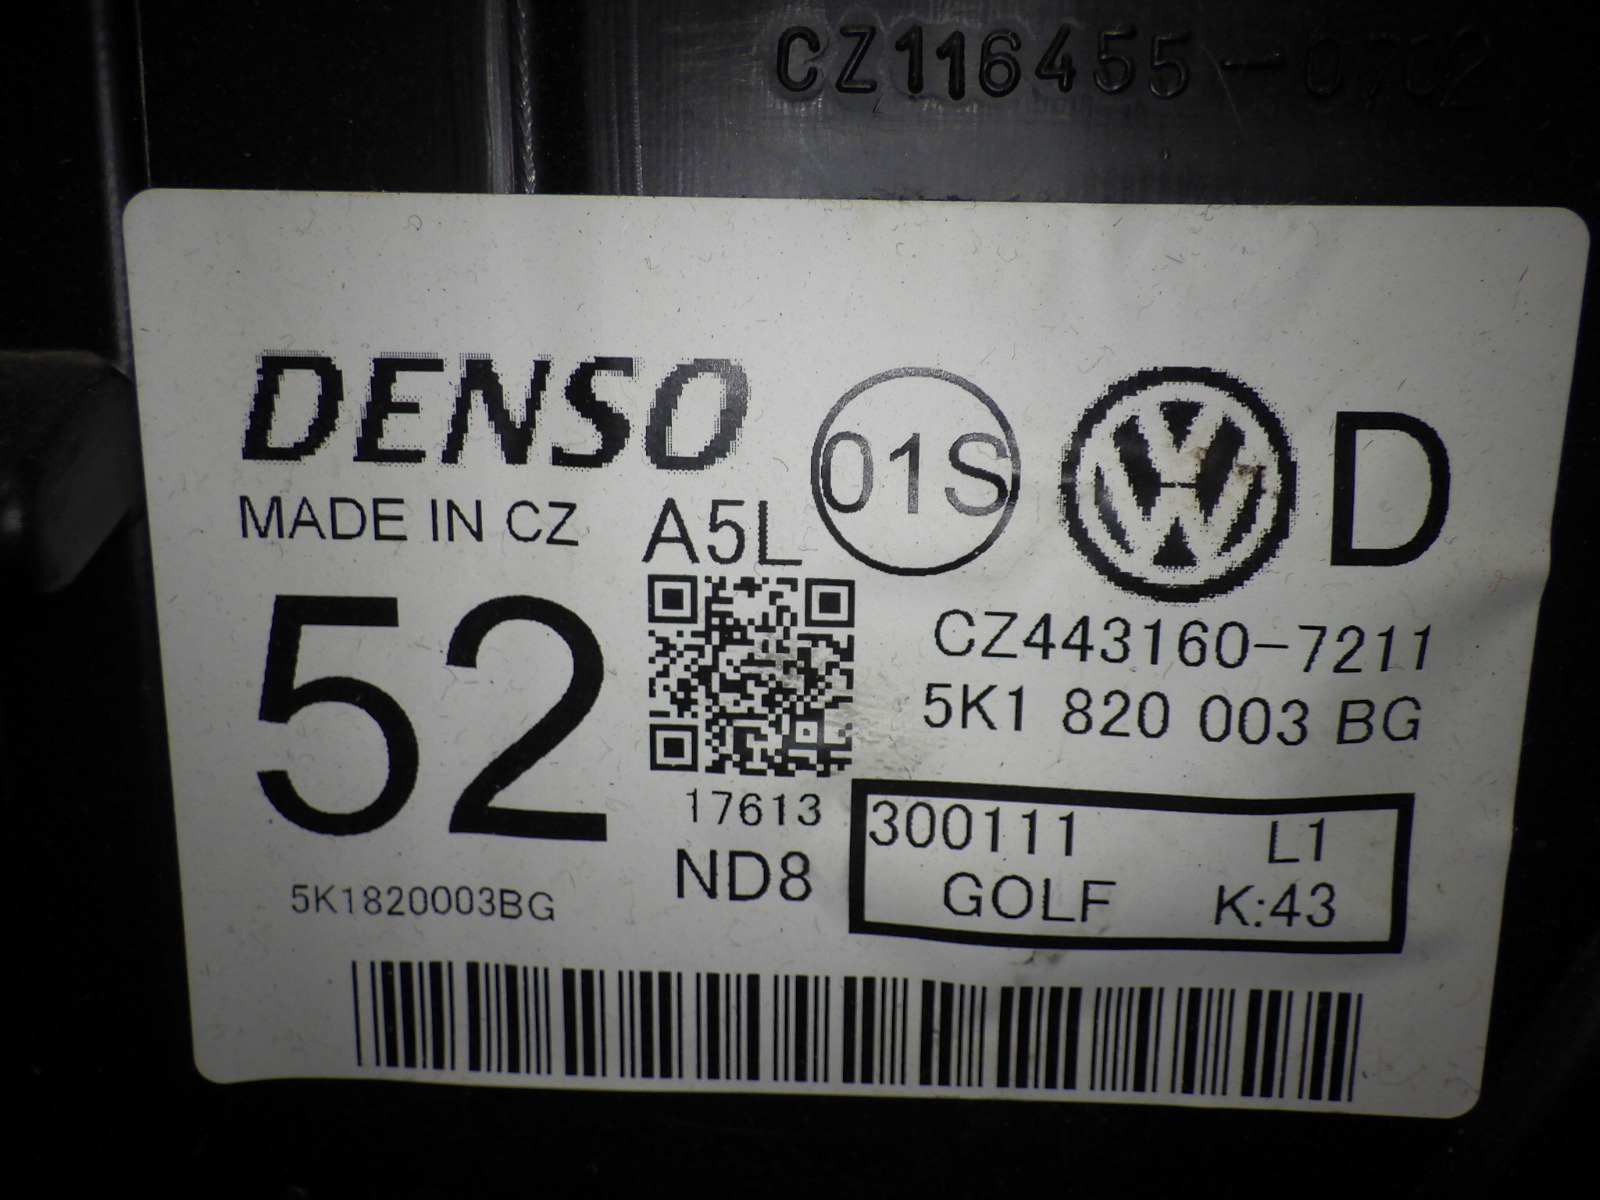 CZ116455-0702
DENSO
01S
D
MADE IN CZ
A5L
52
CZ443160-7211
5K1 820 003 BG
17613
ND8
300111 L1
GOLF K:43
5K1820003BG